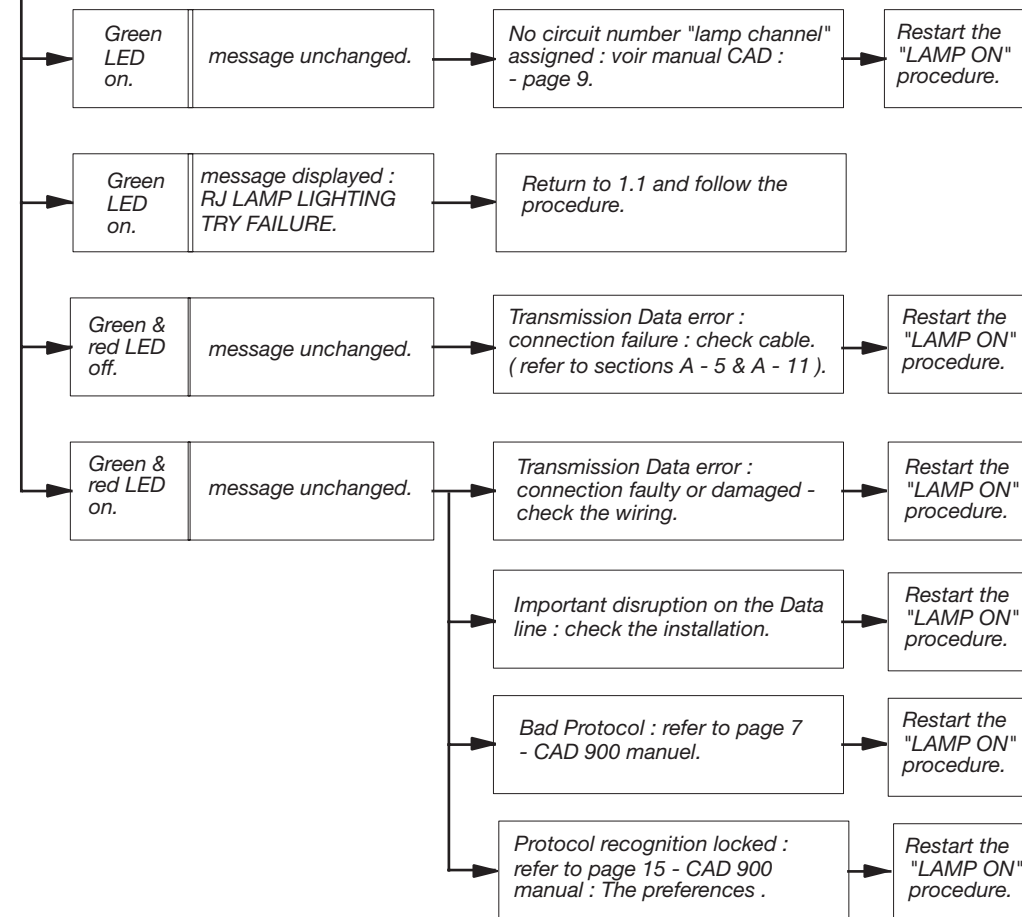 Green
LED
on.
message unchanged.
No circuit number "lamp channel"
assigned : voir manual CAD :
- page 9.
Restart the
"LAMP ON"
procedure.
Green
LED
on.
message displayed :
RJ LAMP LIGHTING
TRY FAILURE.
Return to 1.1 and follow the
procedure.
Green &
red LED
off.
message unchanged.
Transmission Data error :
connection failure : check cable.
( refer to sections A - 5 & A - 11 ).
Restart the
"LAMP ON"
procedure.
Green &
red LED
on.
message unchanged.
Transmission Data error :
connection faulty or damaged -
check the wiring.
Restart the
"LAMP ON"
procedure.
Important disruption on the Data
line : check the installation.
Restart the
"LAMP ON"
procedure.
Bad Protocol : refer to page 7
- CAD 900 manuel.
Restart the
"LAMP ON"
procedure.
Protocol recognition locked :
refer to page 15 - CAD 900
manual : The preferences .
Restart the
"LAMP ON"
procedure.